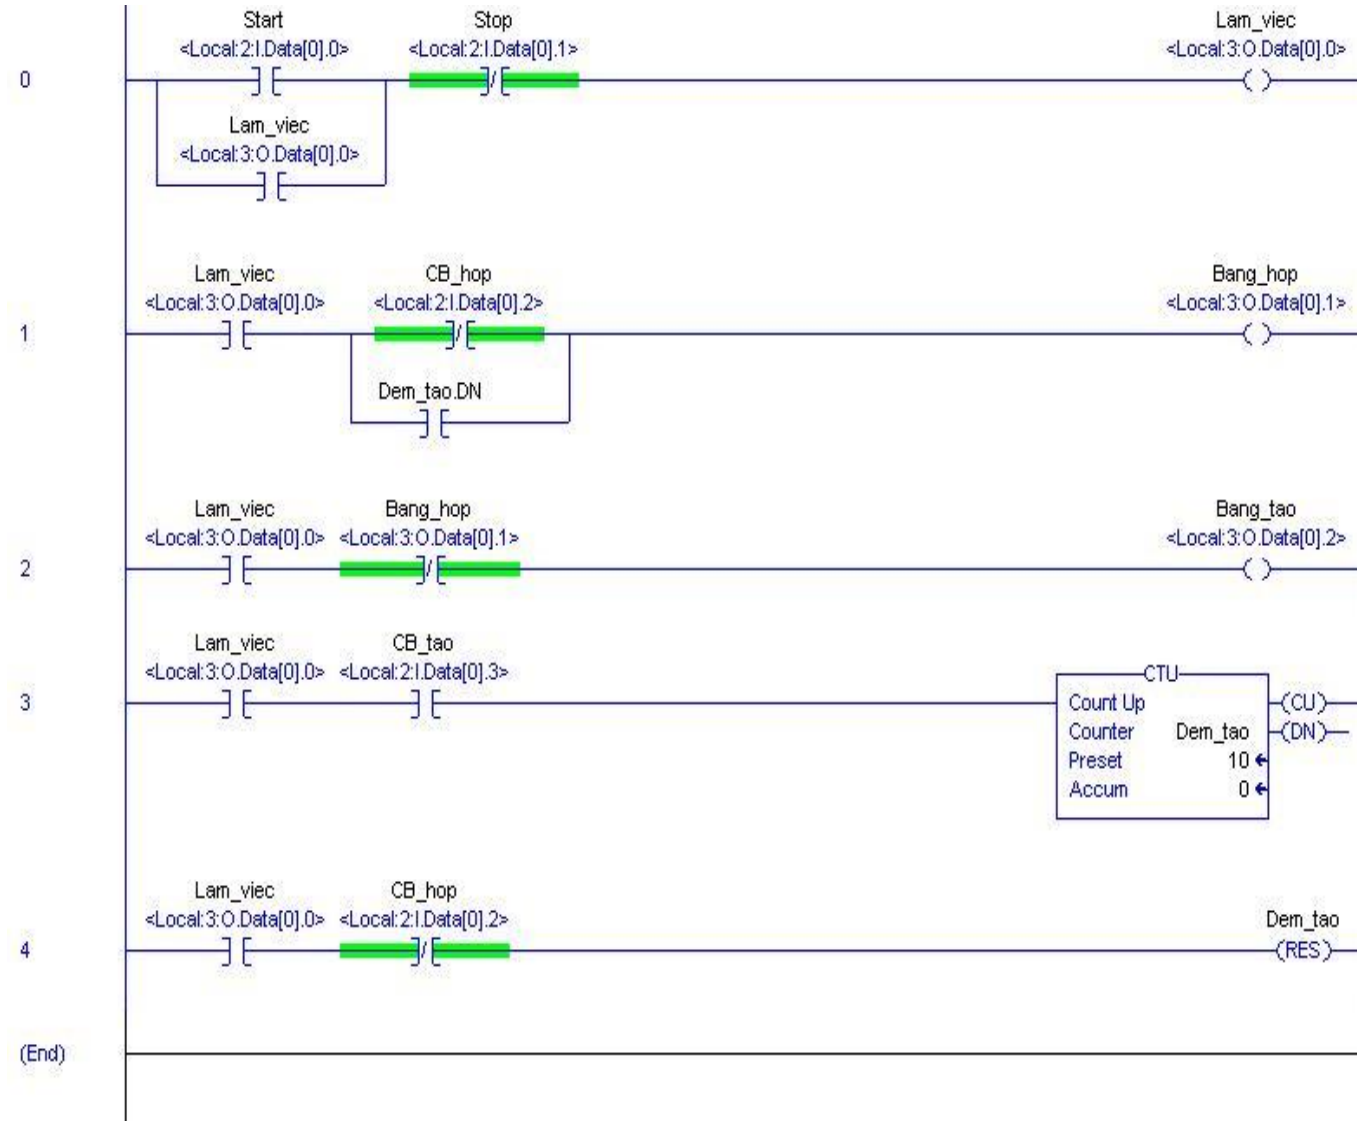 Start Stop Lam_viec
<Local:2:I.Data[0].0> <Local:2:I.Data[0].1> <Local:3:O.Data[0].0>
0
Lam_viec
<Local:3:O.Data[0].0>
Lam_viec CB_hop Bang_hop
<Local:3:O.Data[0].0> <Local:2:I.Data[0].2> <Local:3:O.Data[0].1>
1
Dem_tao.DN
Lam_viec Bang_hop Bang_tao
<Local:3:O.Data[0].0> <Local:3:O.Data[0].1> <Local:3:O.Data[0].2>
2
Lam_viec CB_tao
<Local:3:O.Data[0].0> <Local:2:I.Data[0].3>
CTU
3 Count Up (CU)
Counter Dem_tao (DN)
Preset 10
Accum 0
Lam_viec CB_hop
<Local:3:O.Data[0].0> <Local:2:I.Data[0].2> Dem_tao
4 (RES)
(End)